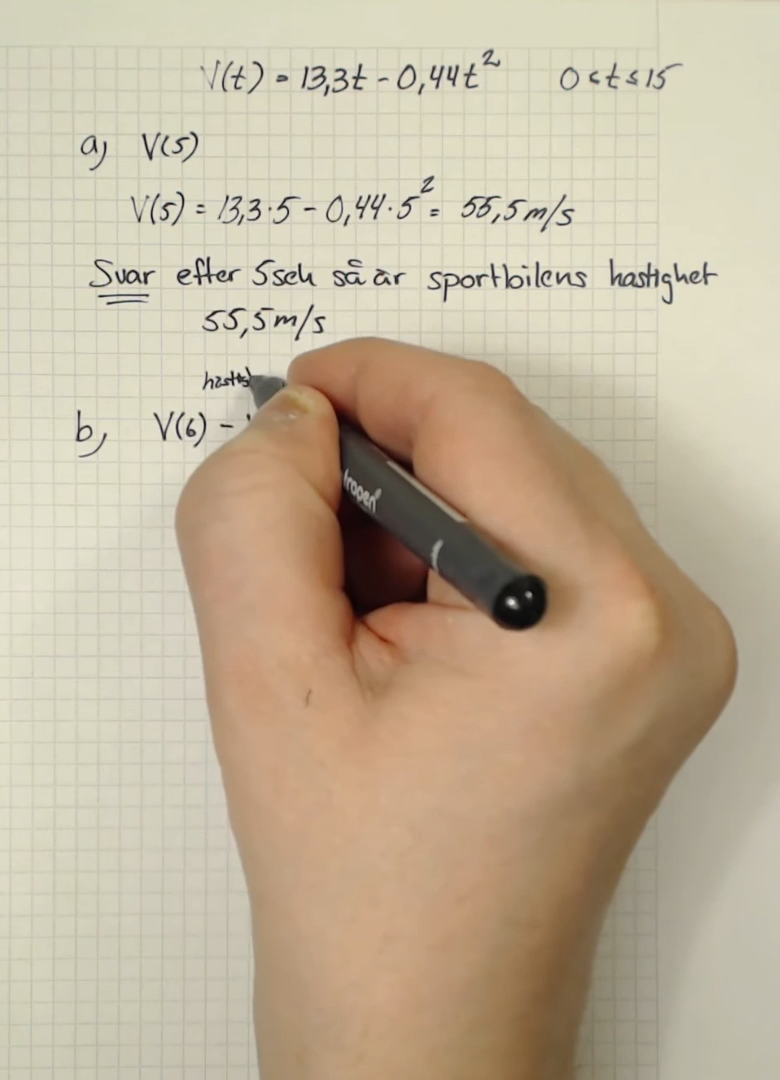 V(t) = 13,3t - 0,44t² 0 < t ≤ 15
a) V(5)
V(5) = 13,3·5 - 0,44·5² = 55,5 m/s
Svar efter 5sek så är sportbilens hastighet
55,5 m/s
b) V(6) -